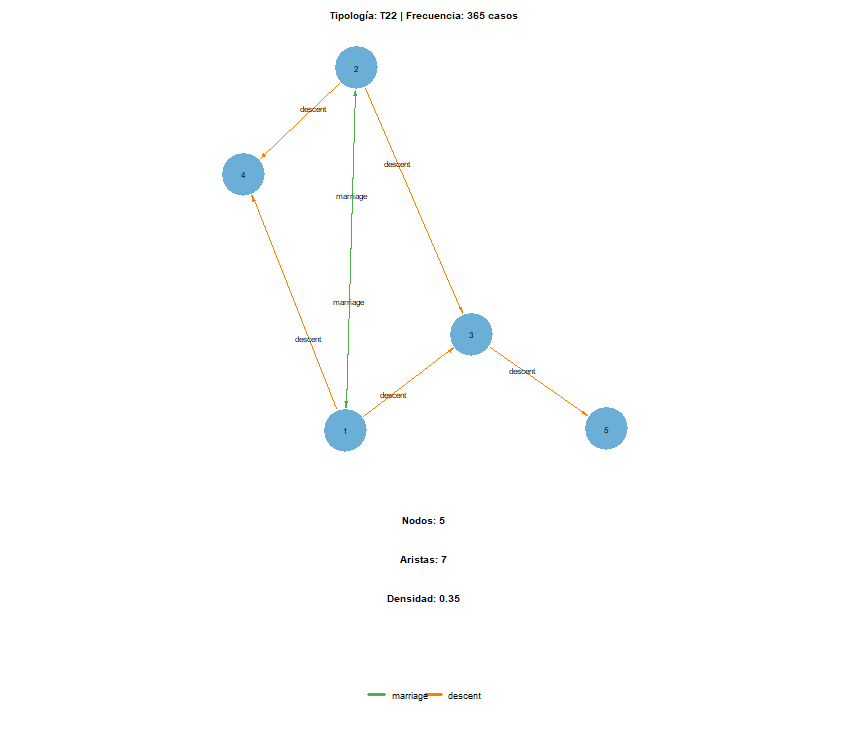 Tipología: T22 | Frecuencia: 365 casos
2
descent
descent
4
marriage
marriage
descent
3
descent
descent
1
5
Nodos: 5
Aristas: 7
Densidad: 0.35
marriage descent